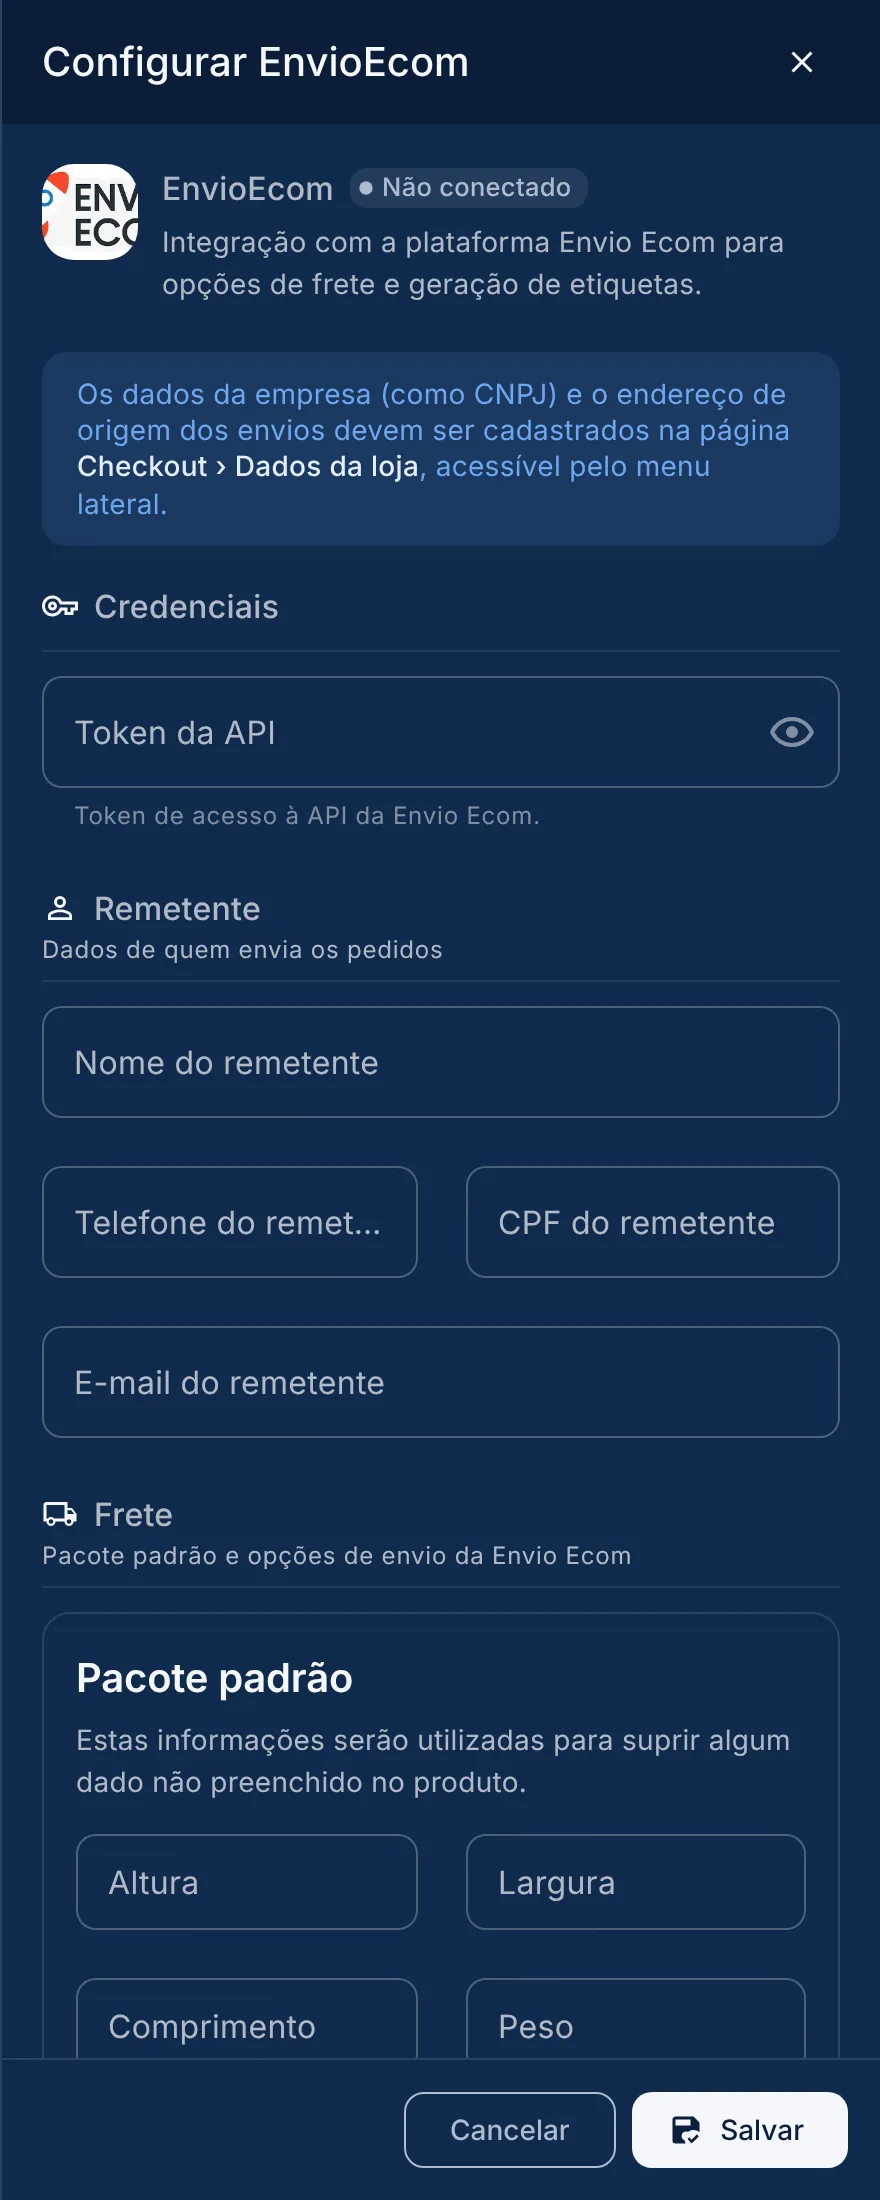 Configurar EnvioEcom
ENV
ECO
EnvioEcom
Não conectado
Integração com a plataforma Envio Ecom para
opções de frete e geração de etiquetas.
Os dados da empresa (como CNPJ) e o endereço de
origem dos envios devem ser cadastrados na página
Checkout › Dados da loja, acessível pelo menu
lateral.
Credenciais
Token da API
Token de acesso à API da Envio Ecom.
Remetente
Dados de quem envia os pedidos
Nome do remetente
Telefone do remet...
CPF do remetente
E-mail do remetente
Frete
Pacote padrão e opções de envio da Envio Ecom
Pacote padrão
Estas informações serão utilizadas para suprir algum
dado não preenchido no produto.
Altura
Largura
Comprimento
Peso
Cancelar
Salvar